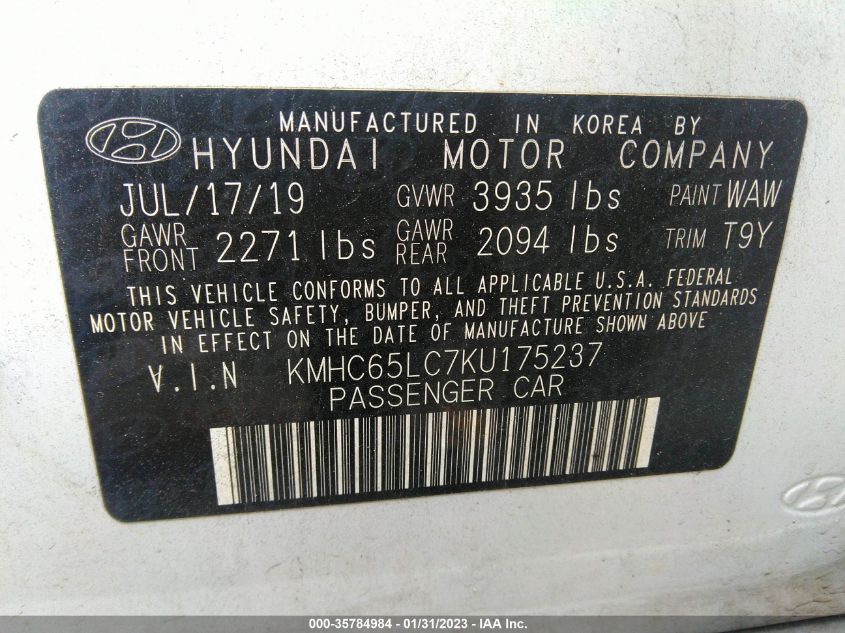 MANUFACTURED IN KOREA BY
HYUNDAI MOTOR COMPANY
JUL/17/19 GVWR 3935 lbs PAINT WAW
GAWR FRONT 2271 lbs GAWR REAR 2094 lbs TRIM T9Y
THIS VEHICLE CONFORMS TO ALL APPLICABLE U.S.A. FEDERAL
MOTOR VEHICLE SAFETY, BUMPER, AND THEFT PREVENTION STANDARDS
IN EFFECT ON THE DATE OF MANUFACTURE SHOWN ABOVE
V.I.N KMHC65LC7KU175237
PASSENGER CAR
000-35784984 - 01/31/2023 - IAA Inc.